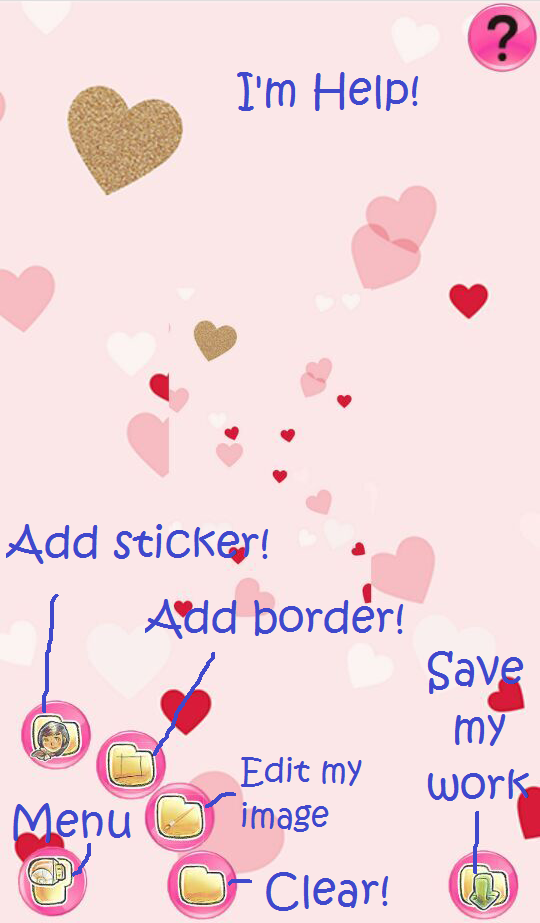 ?
I'm Help!
Add sticker!
Add border!
Save
my
work
Edit my
image
Menu
Clear!